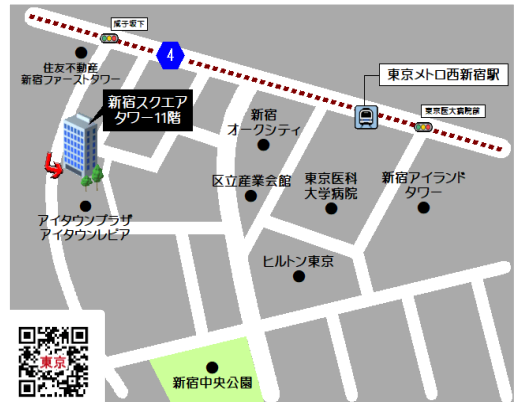 成子坂下
4
住友不動産
新宿ファーストタワー
東京メトロ西新宿駅
新宿スクエア
タワー11階
東京医大病院前
新宿
オークシティ
区立産業会館
東京医科
大学病院
新宿アイランド
タワー
アイタウンプラザ
アイタウンレピア
ヒルトン東京
東京
新宿中央公園